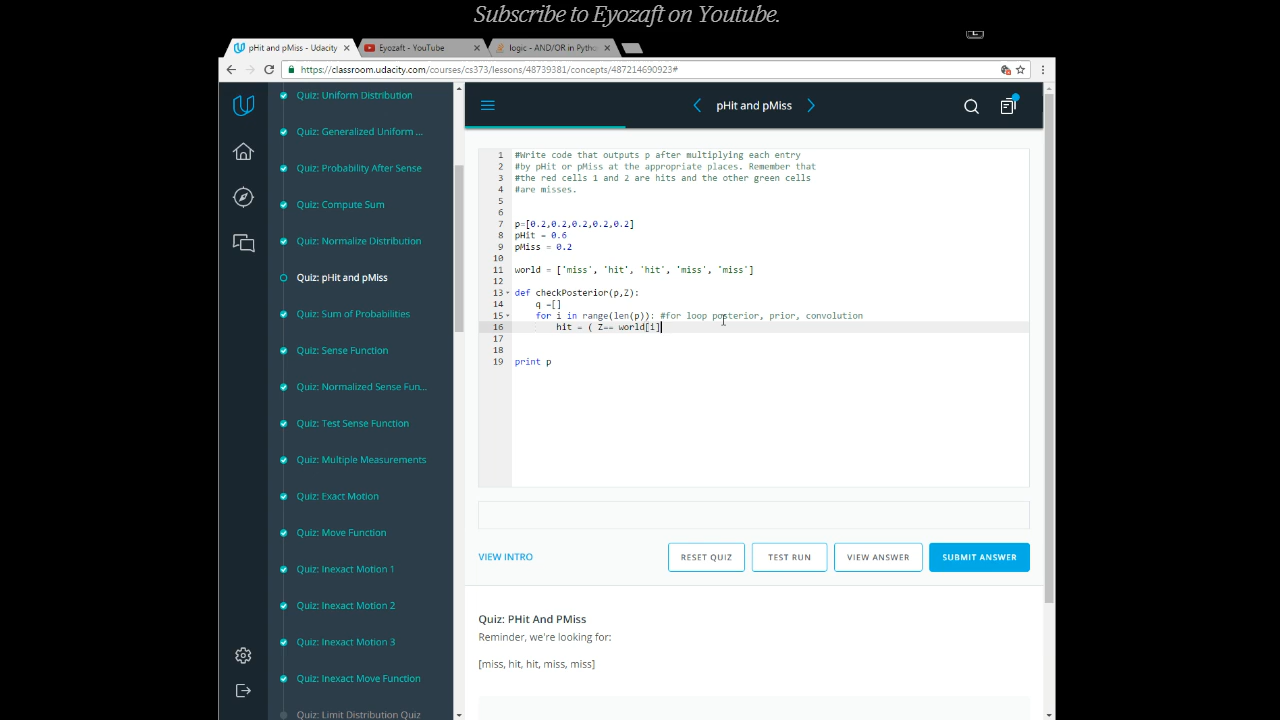 Subscribe to Eyozaft on Youtube.
pHit and pMiss - Udacity
Eyozaft - YouTube
logic - AND/OR in Pytho
https://classroom.udacity.com/courses/cs373/lessons/48739381/concepts/487214690923#
Quiz: Uniform Distribution
Quiz: Generalized Uniform ...
Quiz: Probability After Sense
Quiz: Compute Sum
Quiz: Normalize Distribution
Quiz: pHit and pMiss
Quiz: Sum of Probabilities
Quiz: Sense Function
Quiz: Normalized Sense Fun...
Quiz: Test Sense Function
Quiz: Multiple Measurements
Quiz: Exact Motion
Quiz: Move Function
Quiz: Inexact Motion 1
Quiz: Inexact Motion 2
Quiz: Inexact Motion 3
Quiz: Inexact Move Function
Quiz: Limit Distribution Quiz
pHit and pMiss
1 #Write code that outputs p after multiplying each entry
2 #by pHit or pMiss at the appropriate places. Remember that
3 #the red cells 1 and 2 are hits and the other green cells
4 #are misses.
5
6
7 p=[0.2,0.2,0.2,0.2,0.2]
8 pHit = 0.6
9 pMiss = 0.2
10
11 world = ['miss', 'hit', 'hit', 'miss', 'miss']
12
13 def checkPosterior(p,Z):
14 q =[]
15 for i in range(len(p)): #for loop posterior, prior, convolution
16 hit = ( Z== world[i]
17
18
19 print p
VIEW INTRO
RESET QUIZ
TEST RUN
VIEW ANSWER
SUBMIT ANSWER
Quiz: PHit And PMiss
Reminder, we're looking for:
[miss, hit, hit, miss, miss]